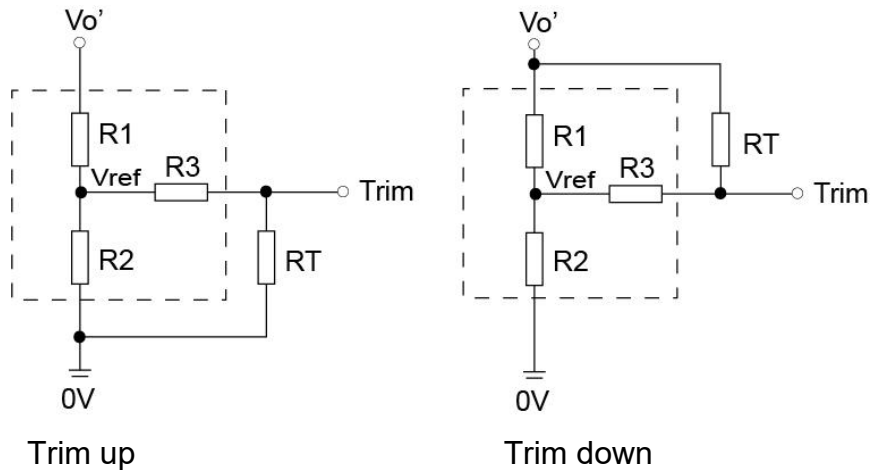 Vo’
R1
Vref
R3
Trim
R2
RT
0V
Trim up
Vo’
R1
RT
Vref
R3
Trim
R2
0V
Trim down